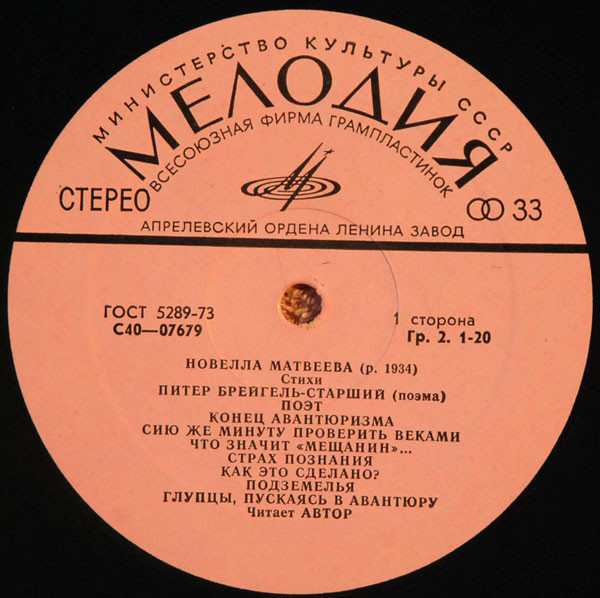 МИНИСТЕРСТВО КУЛЬТУРЫ СССР
МЕЛОДИЯ
ВСЕСОЮЗНАЯ ФИРМА ГРАМПЛАСТИНОК
СТЕРЕО
33
АПРЕЛЕВСКИЙ ОРДЕНА ЛЕНИНА ЗАВОД
ГОСТ 5289-73
С40—07679
1 сторона
Гр. 2. 1-20
НОВЕЛЛА МАТВЕЕВА (р. 1934)
Стихи
ПИТЕР БРЕЙГЕЛЬ-СТАРШИЙ (поэма)
ПОЭТ
КОНЕЦ АВАНТЮРИЗМА
СИЮ ЖЕ МИНУТУ ПРОВЕРИТЬ ВЕКАМИ
ЧТО ЗНАЧИТ «МЕЩАНИН»...
СТРАХ ПОЗНАНИЯ
КАК ЭТО СДЕЛАНО?
ПОДЗЕМЕЛЬЯ
ГЛУПЦЫ, ПУСКАЯСЬ В АВАНТЮРУ
Читает АВТОР